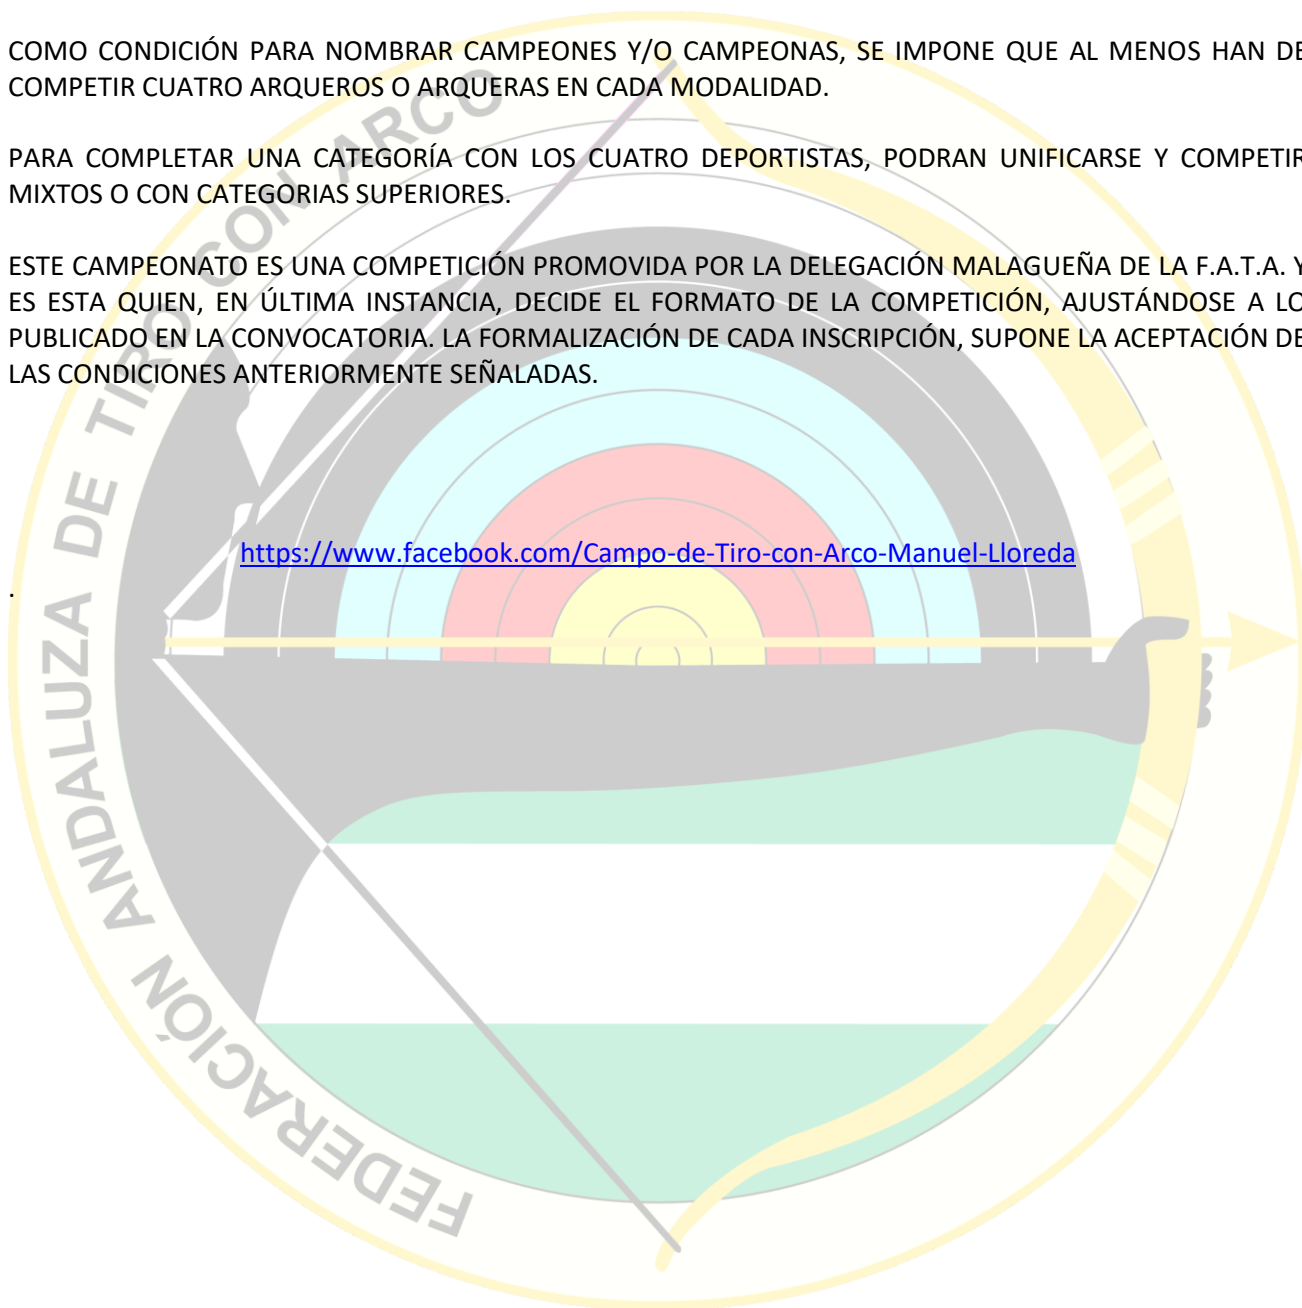 COMO CONDICIÓN PARA NOMBRAR CAMPEONES Y/O CAMPEONAS, SE IMPONE QUE AL MENOS HAN DE
COMPETIR CUATRO ARQUEROS O ARQUERAS EN CADA MODALIDAD.
PARA COMPLETAR UNA CATEGORÍA CON LOS CUATRO DEPORTISTAS, PODRAN UNIFICARSE Y COMPETIR
MIXTOS O CON CATEGORIAS SUPERIORES.
ESTE CAMPEONATO ES UNA COMPETICIÓN PROMOVIDA POR LA DELEGACIÓN MALAGUEÑA DE LA F.A.T.A. Y
ES ESTA QUIEN, EN ÚLTIMA INSTANCIA, DECIDE EL FORMATO DE LA COMPETICIÓN, AJUSTÁNDOSE A LO
PUBLICADO EN LA CONVOCATORIA. LA FORMALIZACIÓN DE CADA INSCRIPCIÓN, SUPONE LA ACEPTACIÓN DE
LAS CONDICIONES ANTERIORMENTE SEÑALADAS.
https://www.facebook.com/Campo-de-Tiro-con-Arco-Manuel-Lloreda
.
FEDERACIÓN ANDALUZA DE TIRO CON ARCO